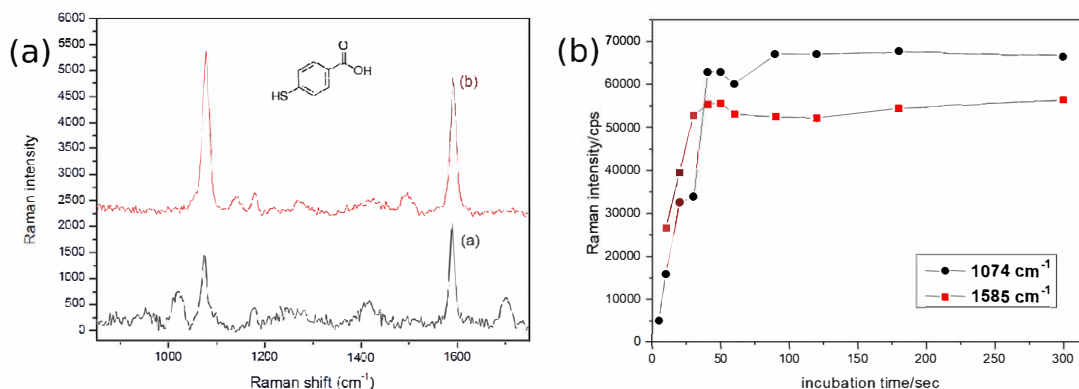 (a)
6000
5500
5000
4500
4000
3500
3000
2500
2000
1500
1000
500
0
Raman intensity
O
OH
HS
(b)
(a)
1000
1200
1400
1600
Raman shift (cm⁻¹)
(b)
70000
60000
50000
40000
30000
20000
10000
0
Raman intensity/cps
1074 cm⁻¹
1585 cm⁻¹
0
50
100
150
200
250
300
incubation time/sec